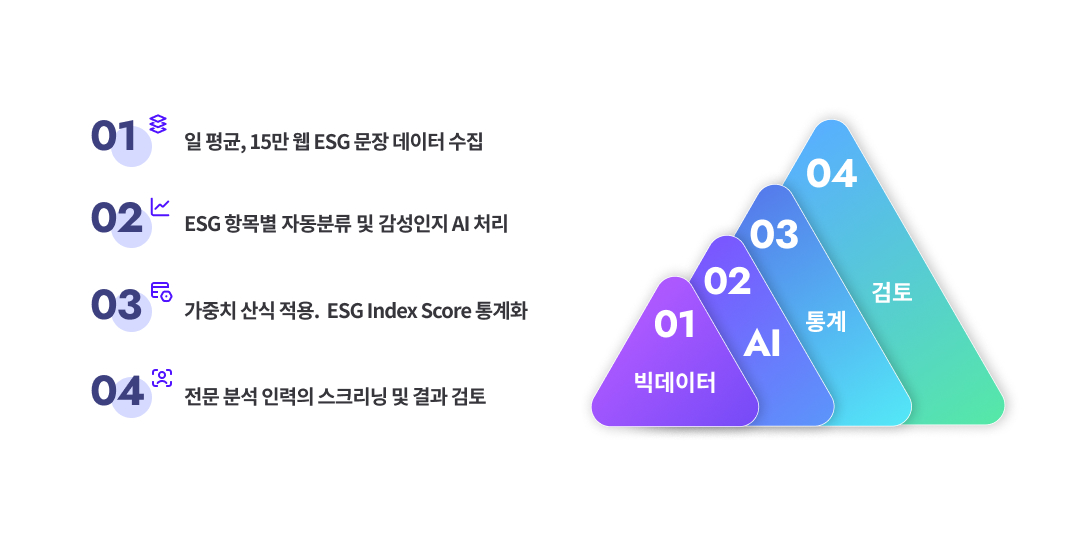 01 일 평균, 15만 웹 ESG 문장 데이터 수집
02 ESG 항목별 자동분류 및 감성인지 AI 처리
03 가중치 산식 적용. ESG Index Score 통계화
04 전문 분석 인력의 스크리닝 및 결과 검토
01
빅데이터
02
AI
03
통계
04
검토